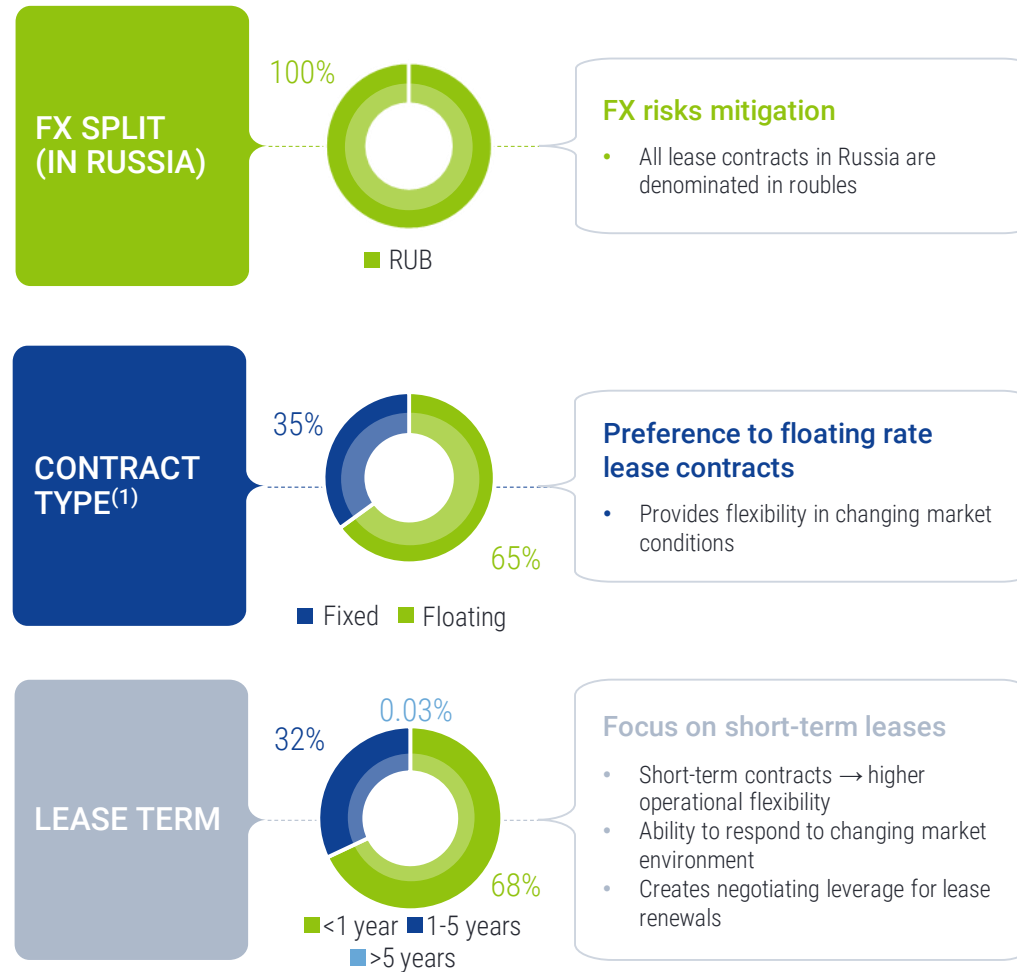 FX SPLIT
(IN RUSSIA)
100%
RUB
FX risks mitigation
• All lease contracts in Russia are
denominated in roubles
CONTRACT
TYPE(1)
35%
65%
Fixed Floating
Preference to floating rate
lease contracts
• Provides flexibility in changing market
conditions
LEASE TERM
0.03%
32%
68%
<1 year 1-5 years
>5 years
Focus on short-term leases
• Short-term contracts → higher
operational flexibility
• Ability to respond to changing market
environment
• Creates negotiating leverage for lease
renewals